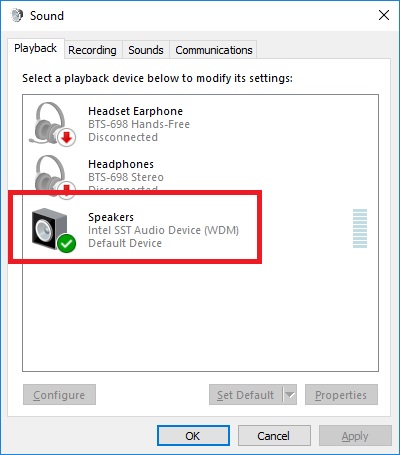 Sound
Playback Recording Sounds Communications
Select a playback device below to modify its settings:
Headset Earphone
BTS-698 Hands-Free
Disconnected
Headphones
BTS-698 Stereo
Disconnected
Speakers
Intel SST Audio Device (WDM)
Default Device
Configure Set Default Properties
OK Cancel Apply